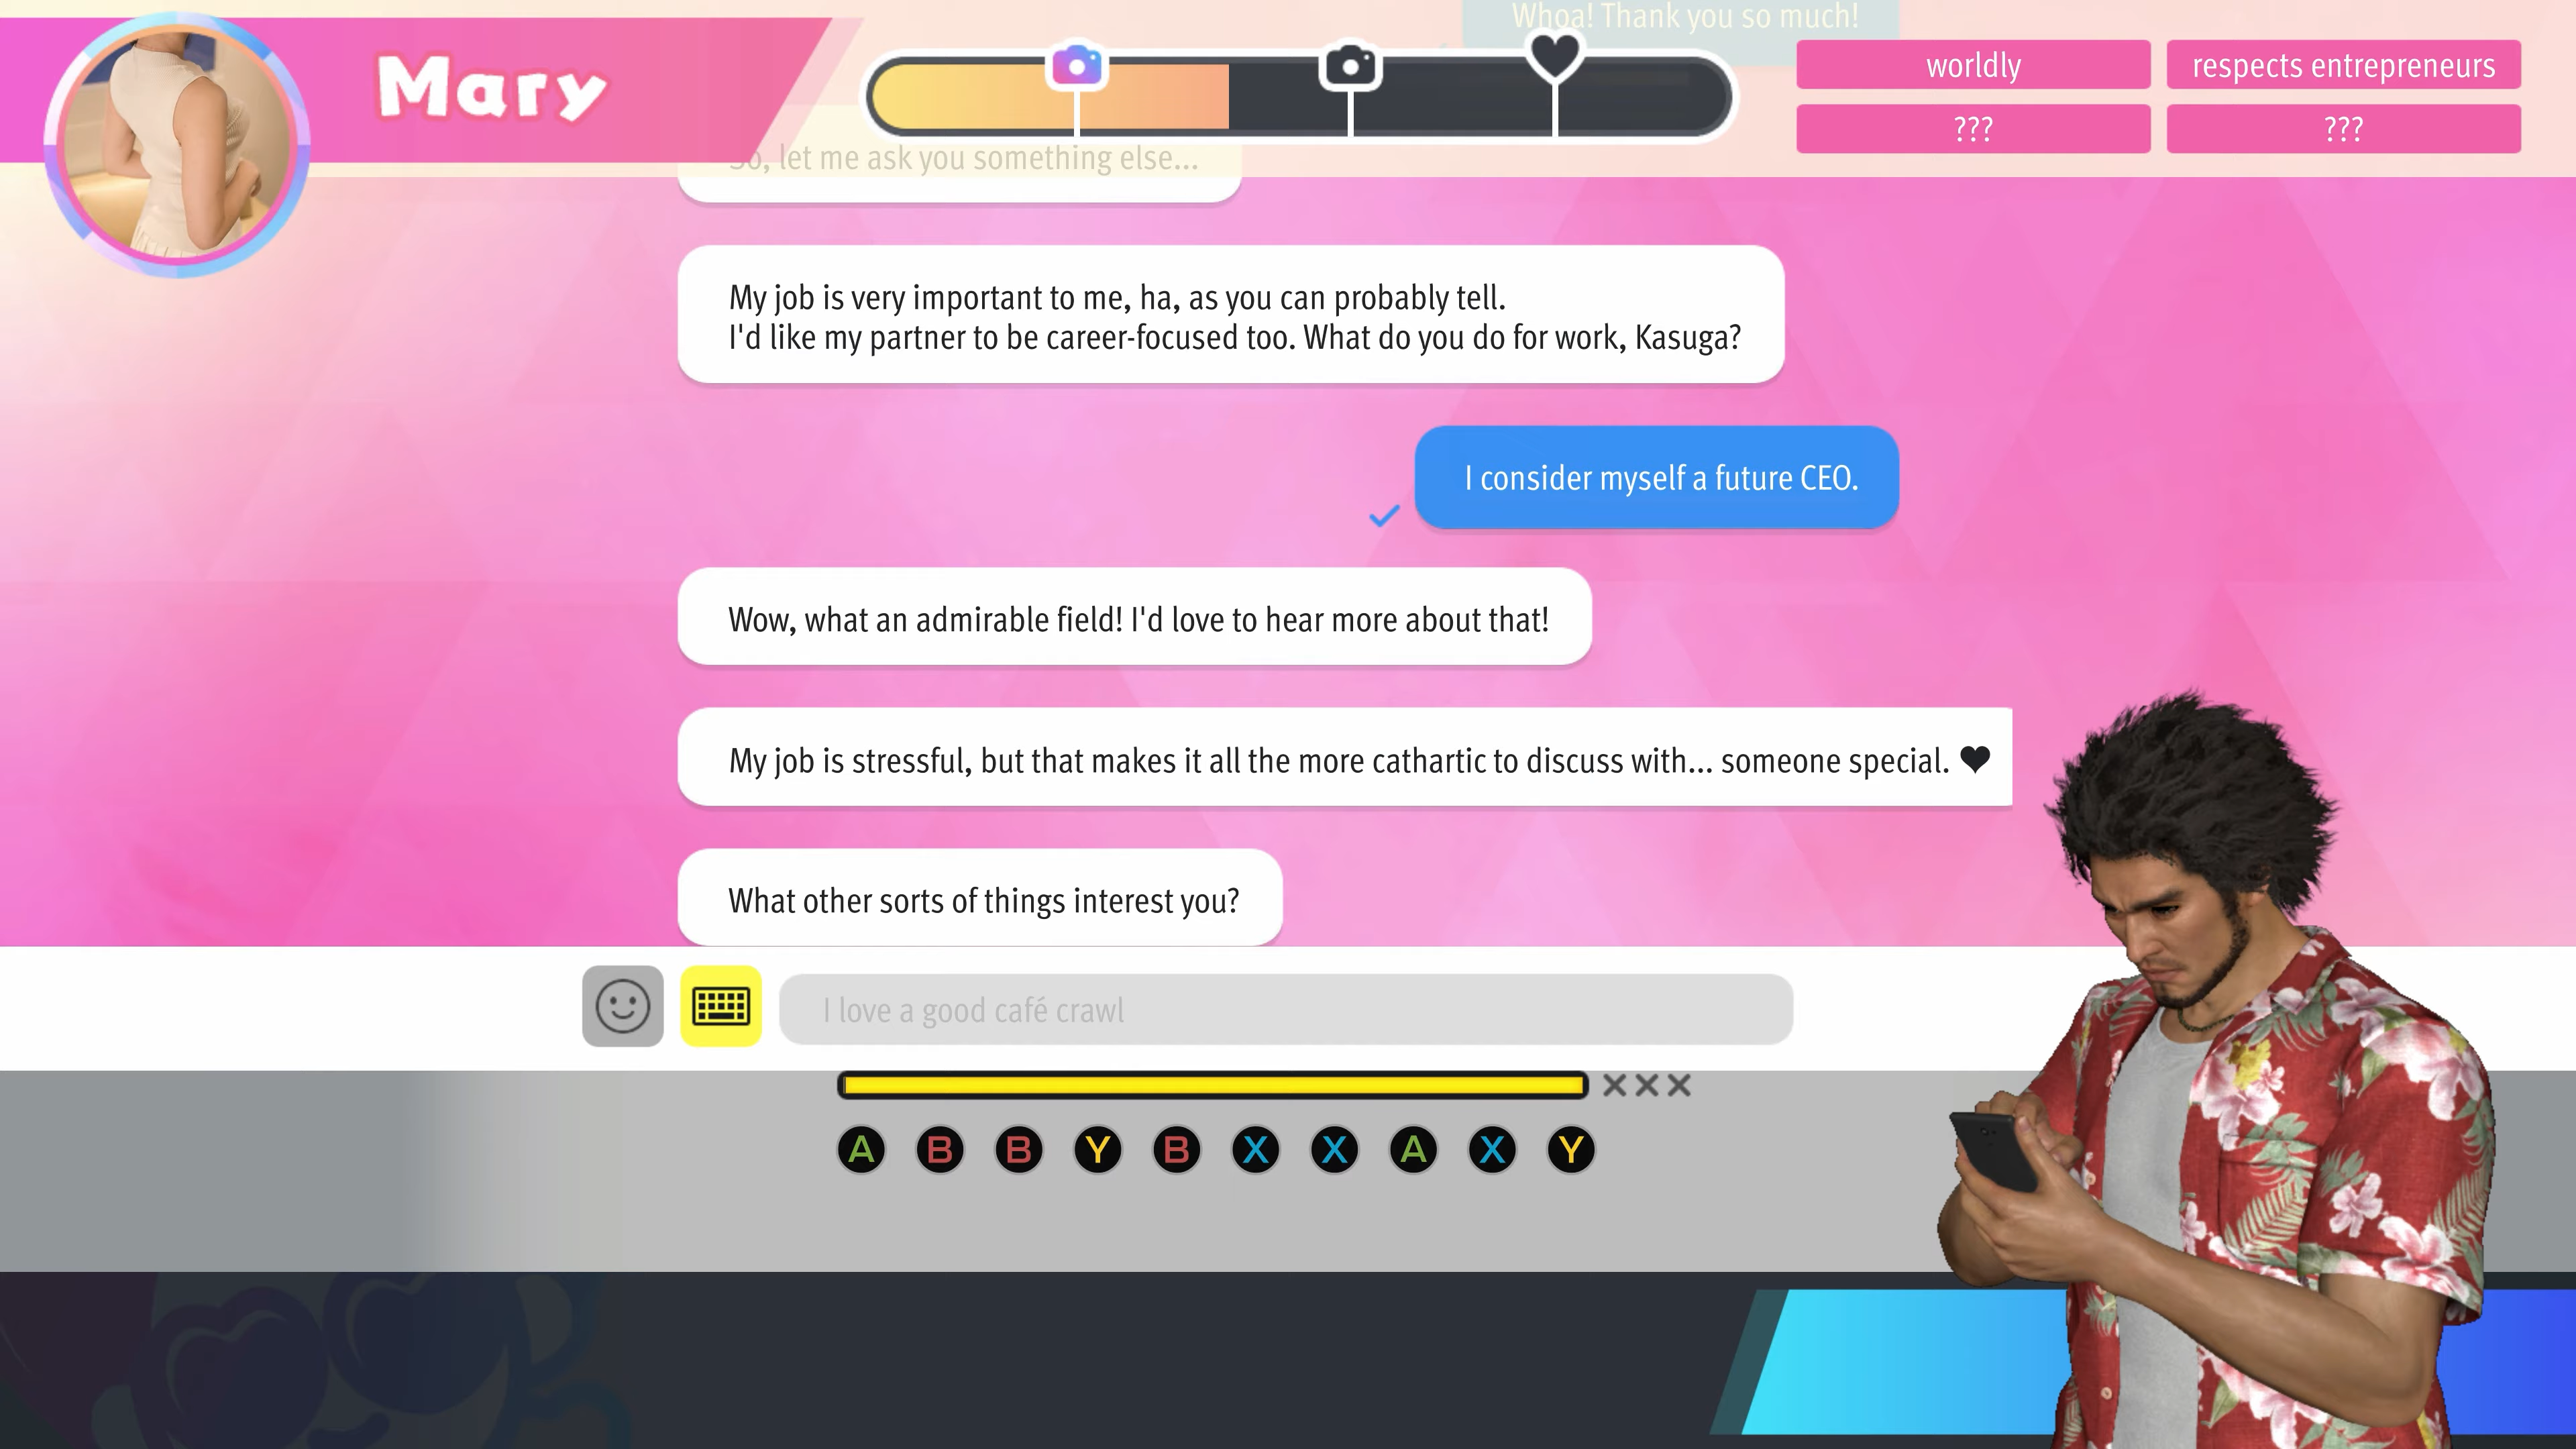 Whoa! Thank you so much!
Mary
worldly
respects entrepreneurs
???
???
So, let me ask you something else...
My job is very important to me, ha, as you can probably tell.
I'd like my partner to be career-focused too. What do you do for work, Kasuga?
I consider myself a future CEO.
Wow, what an admirable field! I'd love to hear more about that!
My job is stressful, but that makes it all the more cathartic to discuss with... someone special. ♥
What other sorts of things interest you?
I love a good café crawl
A B B Y B X X A X Y